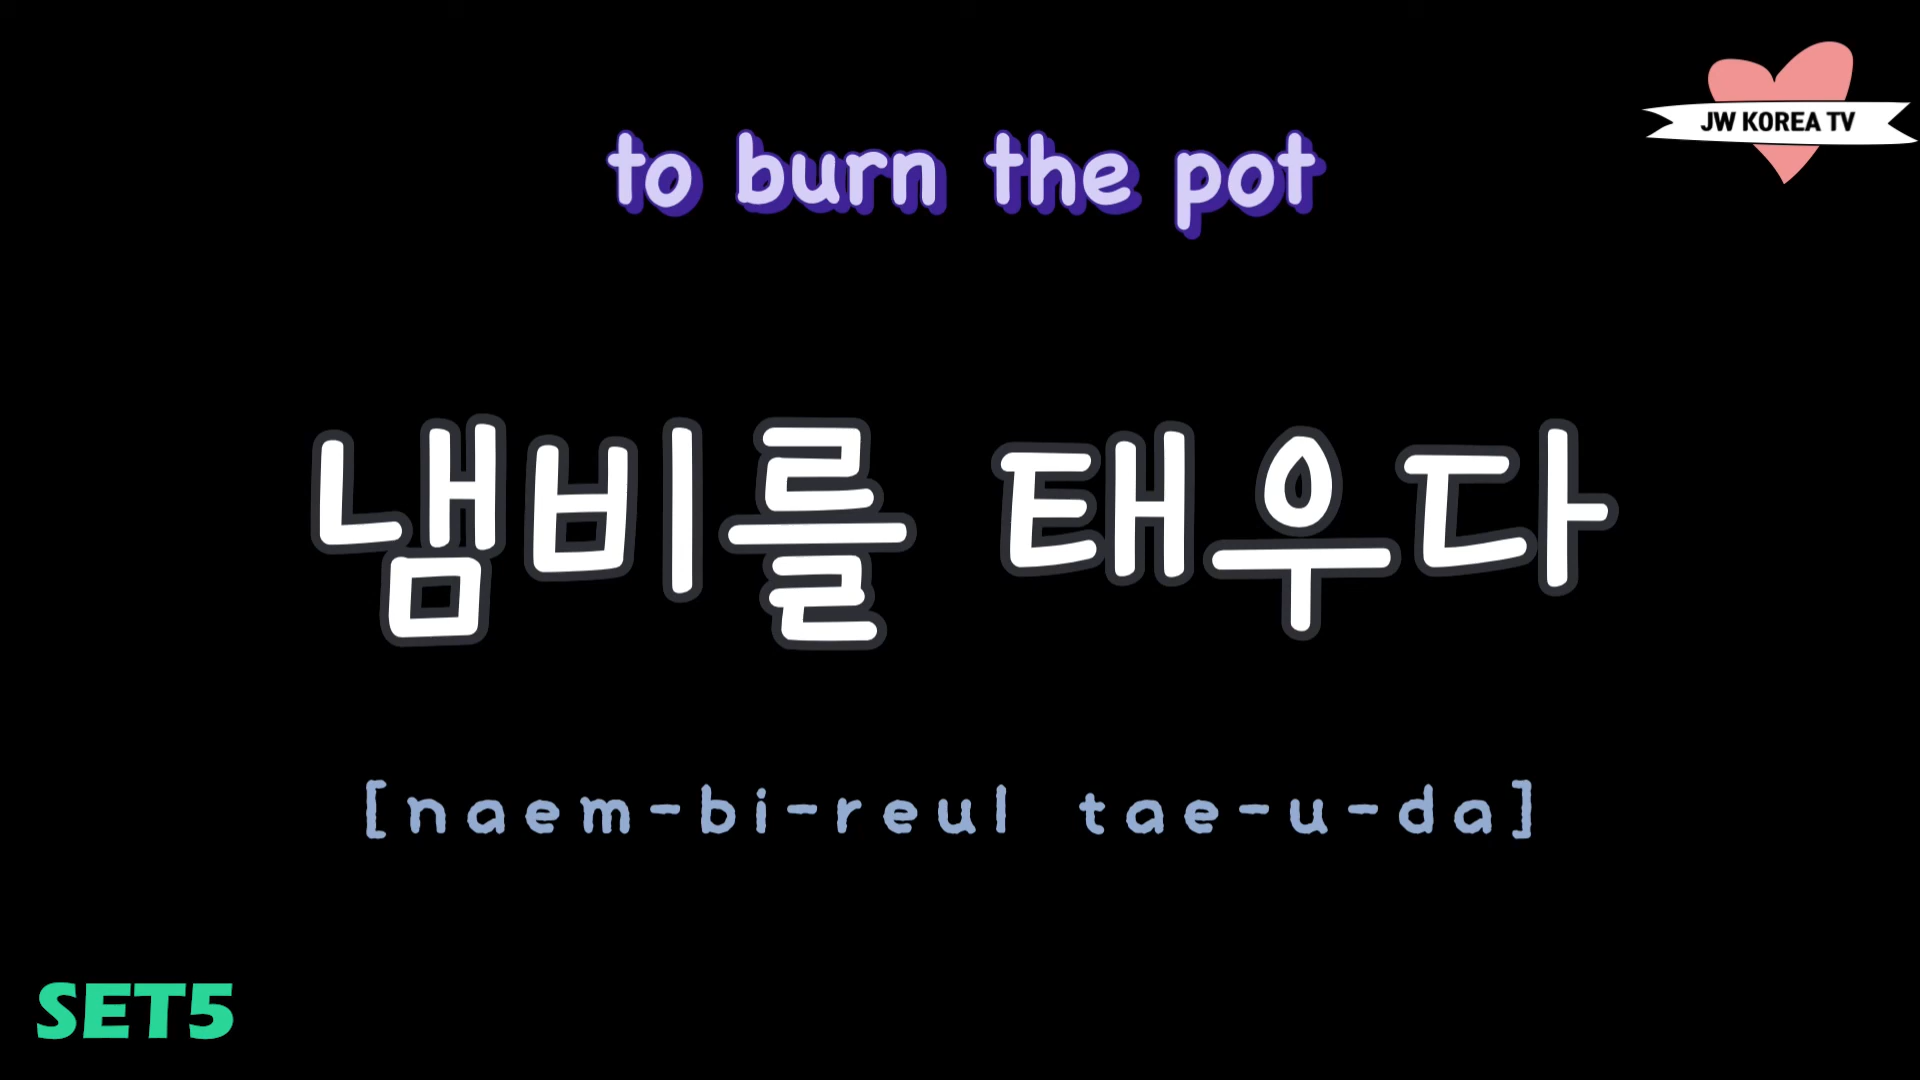 JW KOREA TV
to burn the pot
냄비를 태우다
[naem-bi-reul tae-u-da]
SET5